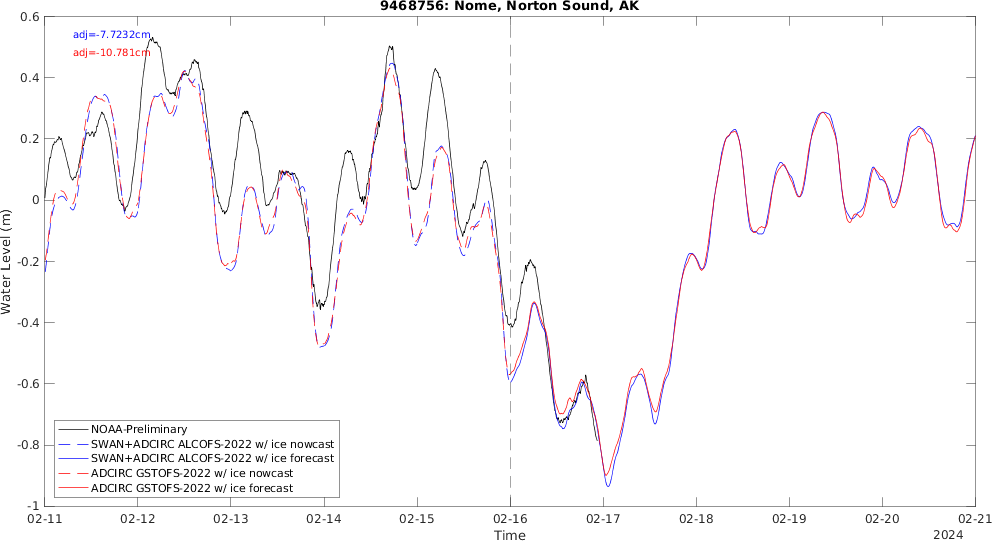 9468756: Nome, Norton Sound, AK
adj=-7.7232cm
adj=-10.781cm
0.6
0.4
0.2
0
-0.2
-0.4
-0.6
-0.8
-1
Water Level (m)
NOAA-Preliminary
SWAN+ADCIRC ALCOFS-2022 w/ ice nowcast
SWAN+ADCIRC ALCOFS-2022 w/ ice forecast
ADCIRC GSTOFS-2022 w/ ice nowcast
ADCIRC GSTOFS-2022 w/ ice forecast
02-11 02-12 02-13 02-14 02-15 02-16 02-17 02-18 02-19 02-20 02-21
Time
2024